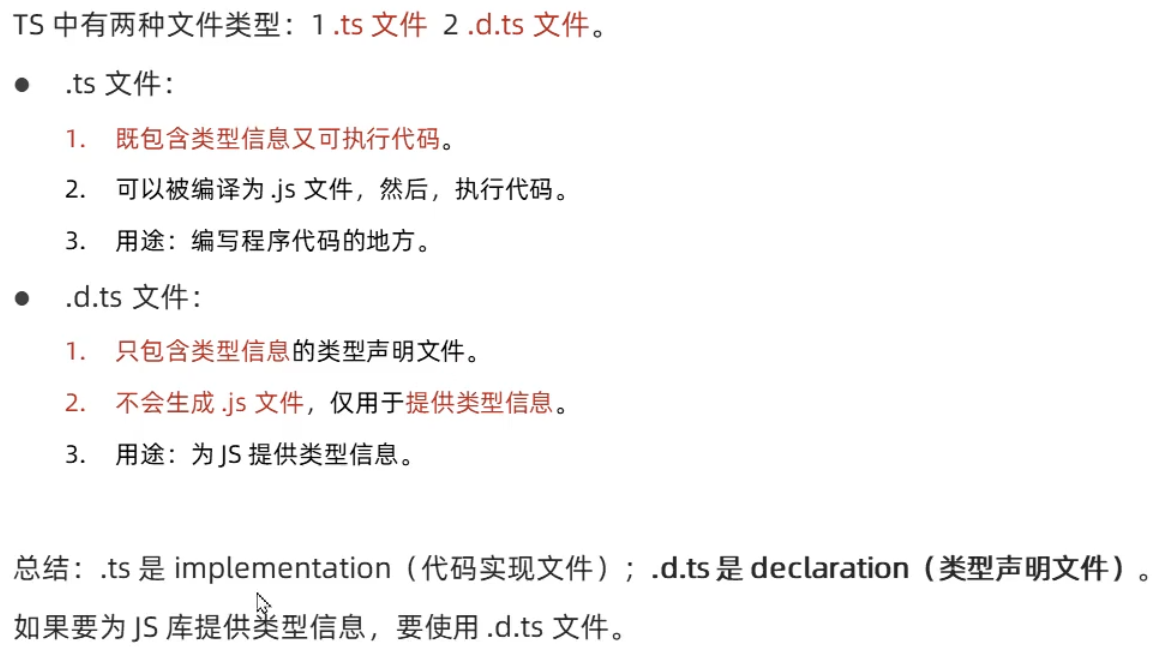 TS 中有两种文件类型：1 .ts 文件 2 .d.ts 文件。
● .ts 文件：
1. 既包含类型信息又可执行代码。
2. 可以被编译为 .js 文件，然后，执行代码。
3. 用途：编写程序代码的地方。
● .d.ts 文件：
1. 只包含类型信息的类型声明文件。
2. 不会生成 .js 文件，仅用于提供类型信息。
3. 用途：为 JS 提供类型信息。
总结：.ts 是 implementation（代码实现文件）；.d.ts 是 declaration（类型声明文件）。
如果要为 JS 库提供类型信息，要使用 .d.ts 文件。